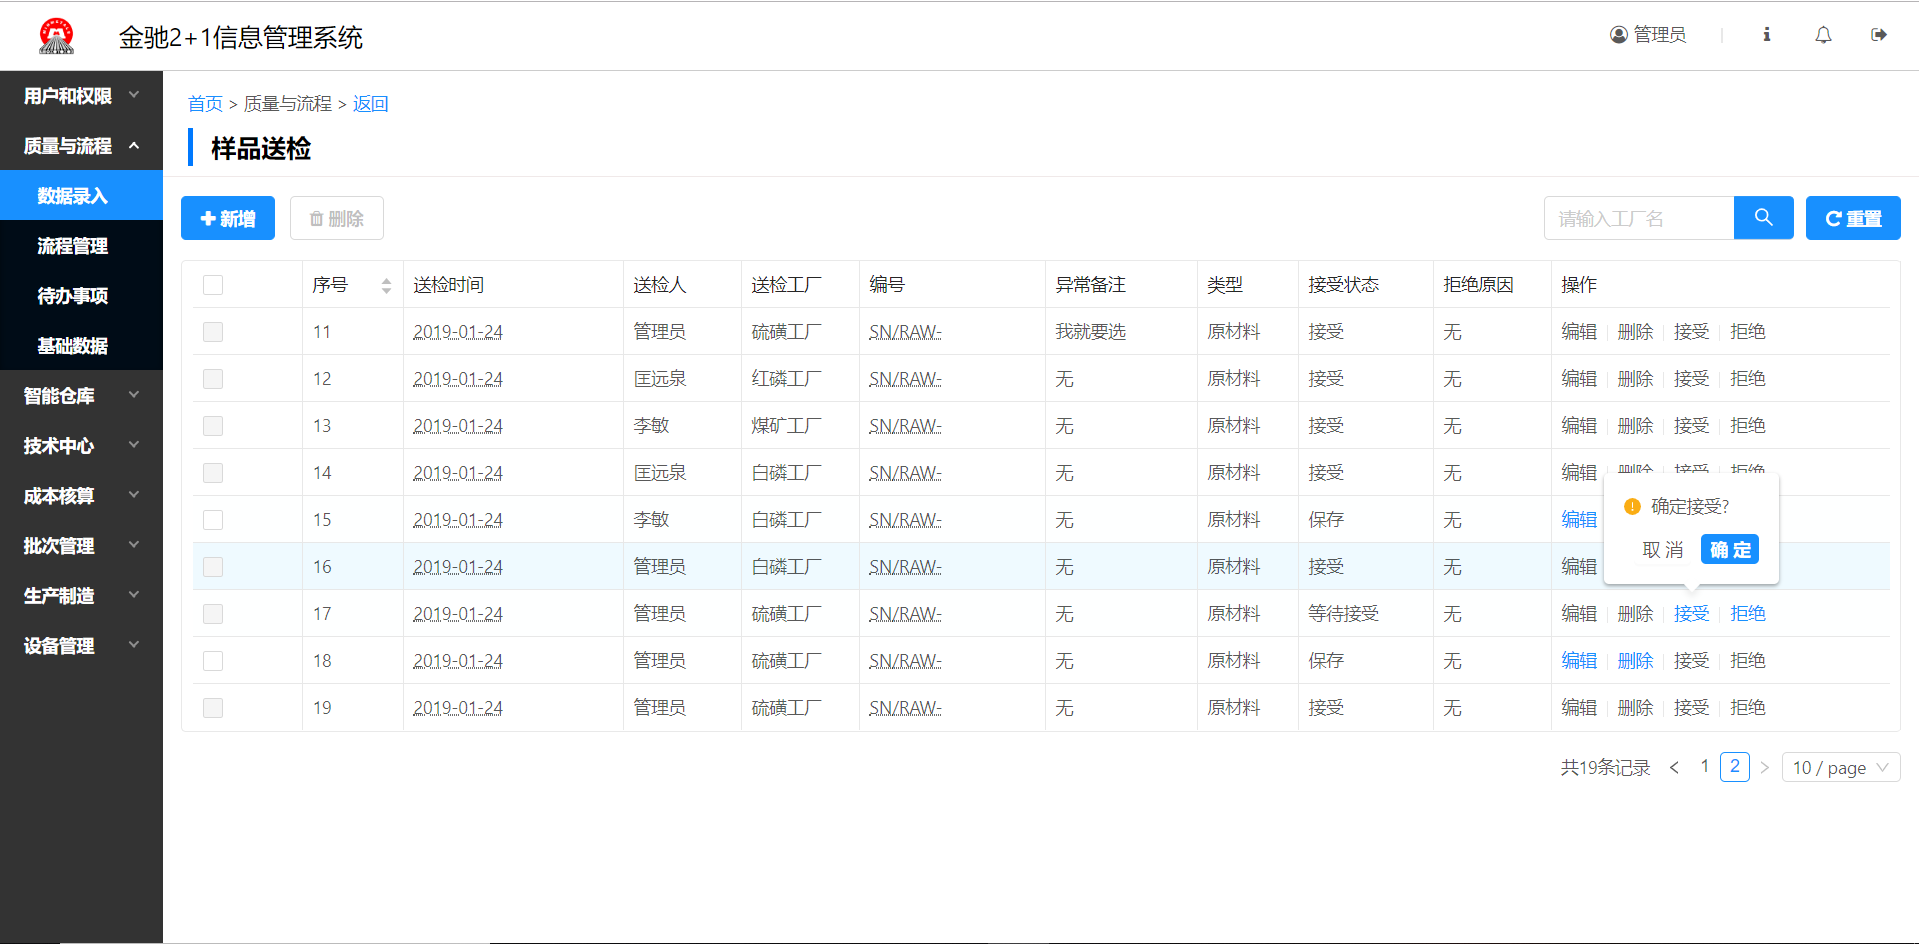 金驰2+1信息管理系统
管理员
用户和权限
质量与流程
数据录入
流程管理
待办事项
基础数据
智能仓库
技术中心
成本核算
批次管理
生产制造
设备管理
首页 > 质量与流程 > 返回
样品送检
新增 删除 请输入工厂名 重置
序号 送检时间 送检人 送检工厂 编号 异常备注 类型 接受状态 拒绝原因 操作
11 2019-01-24 管理员 硫磺工厂 SN/RAW- 我就要选 原材料 接受 无 编辑 删除 接受 拒绝
12 2019-01-24 匡远泉 红磷工厂 SN/RAW- 无 原材料 接受 无 编辑 删除 接受 拒绝
13 2019-01-24 李敏 煤矿工厂 SN/RAW- 无 原材料 接受 无 编辑 删除 接受 拒绝
14 2019-01-24 匡远泉 白磷工厂 SN/RAW- 无 原材料 接受 无 编辑 删除 接受 拒绝
确定接受?
15 2019-01-24 李敏 白磷工厂 SN/RAW- 无 原材料 保存 无 编辑
取 消 确 定
16 2019-01-24 管理员 白磷工厂 SN/RAW- 无 原材料 接受 无 编辑
17 2019-01-24 管理员 硫磺工厂 SN/RAW- 无 原材料 等待接受 无 编辑 删除 接受 拒绝
18 2019-01-24 管理员 硫磺工厂 SN/RAW- 无 原材料 保存 无 编辑 删除 接受 拒绝
19 2019-01-24 管理员 硫磺工厂 SN/RAW- 无 原材料 接受 无 编辑 删除 接受 拒绝
共19条记录 < 1 2 > 10 / page